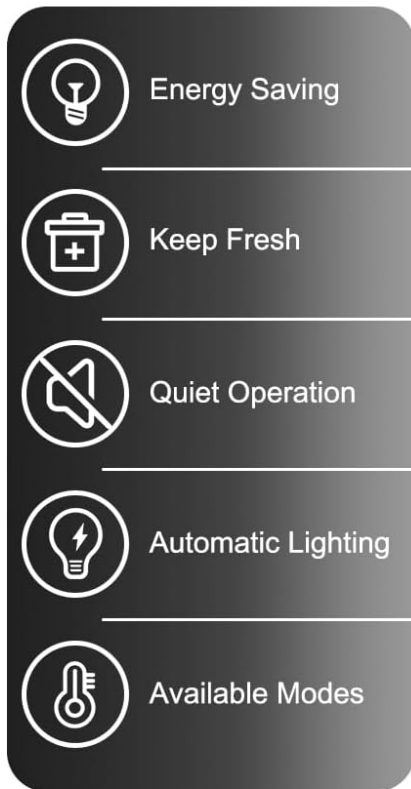 Energy Saving
Keep Fresh
Quiet Operation
Automatic Lighting
Available Modes